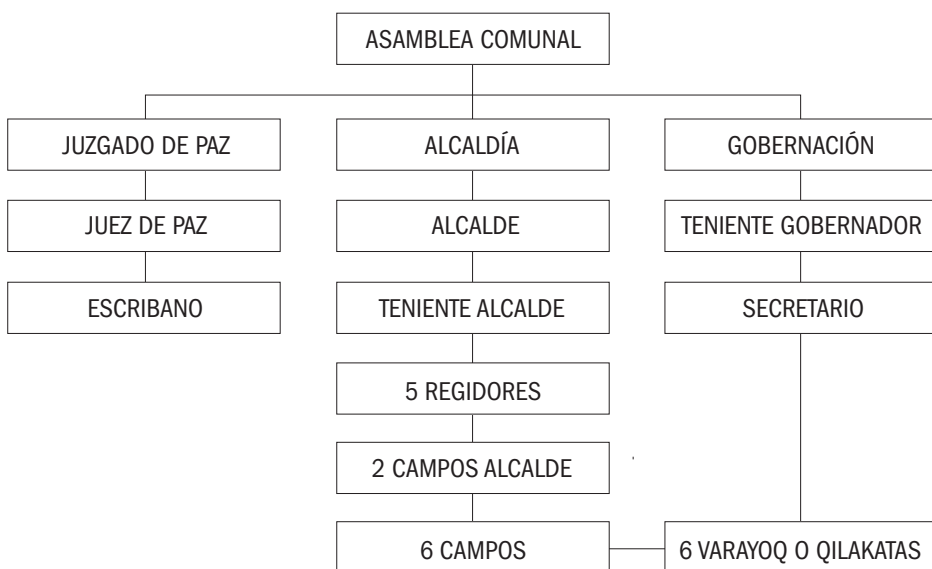 ASAMBLEA COMUNAL
JUZGADO DE PAZ
ALCALDÍA
GOBERNACIÓN
JUEZ DE PAZ
ALCALDE
TENIENTE GOBERNADOR
ESCRIBANO
TENIENTE ALCALDE
SECRETARIO
5 REGIDORES
2 CAMPOS ALCALDE
6 CAMPOS
6 VARAYOQ O QILAKATAS